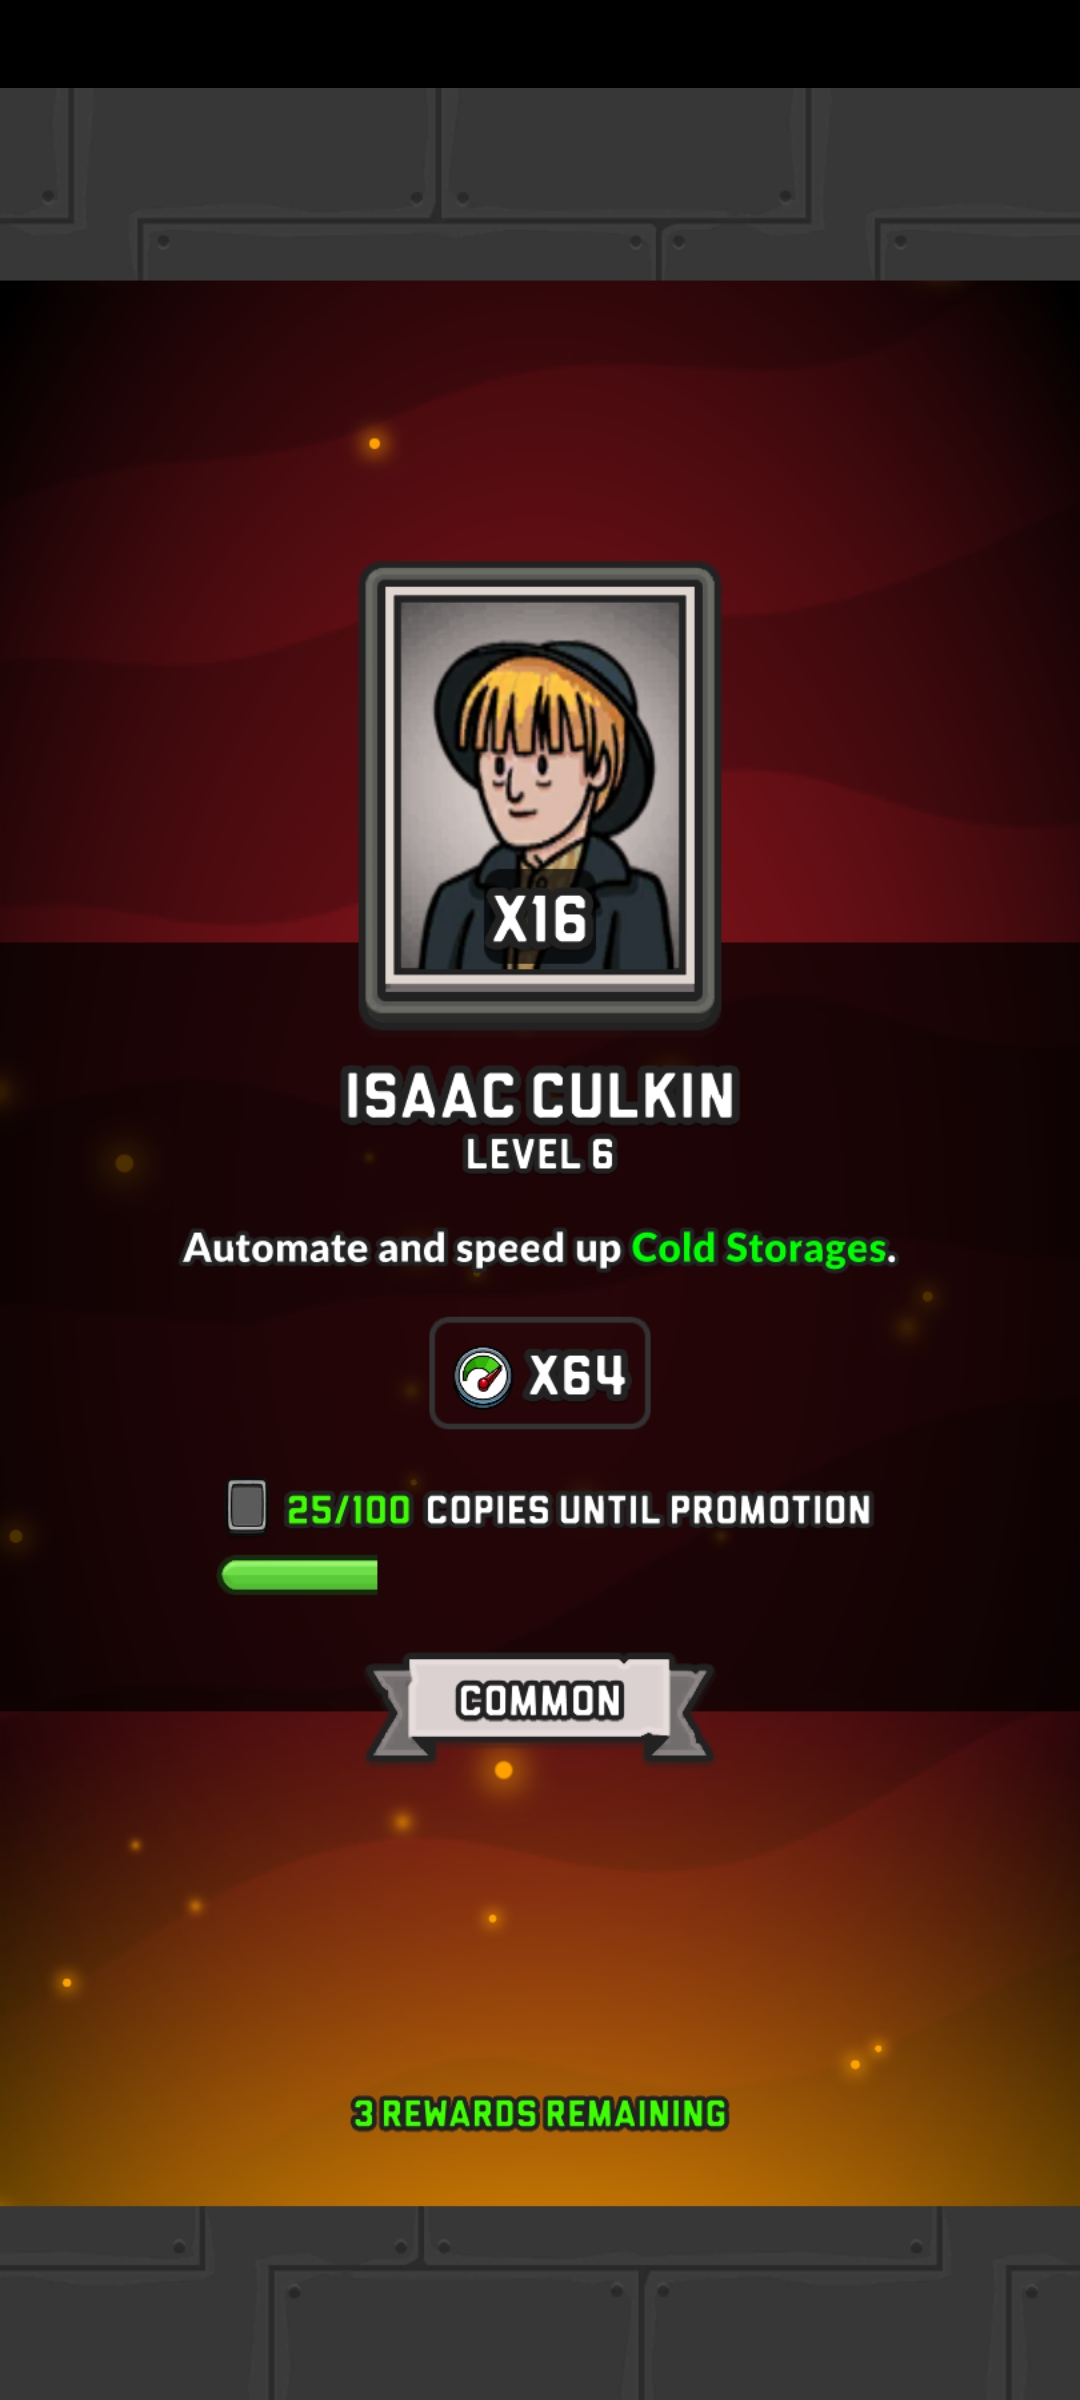 X16
ISAAC CULKIN
LEVEL 6
Automate and speed up Cold Storages.
X64
25/100 COPIES UNTIL PROMOTION
COMMON
3 REWARDS REMAINING